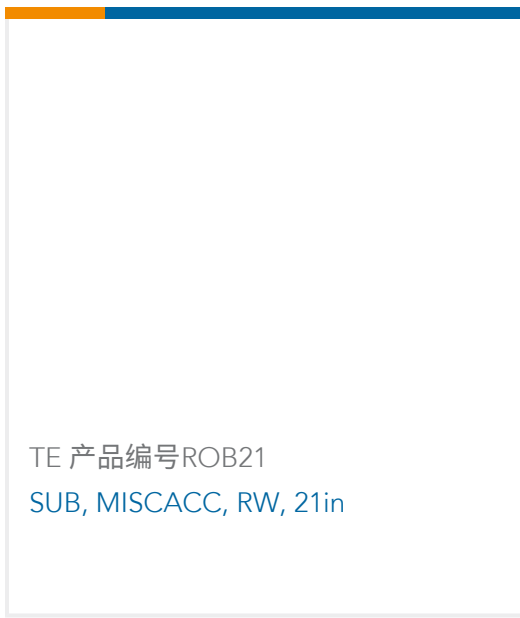 TE 产品编号ROB21
SUB, MISCACC, RW, 21in